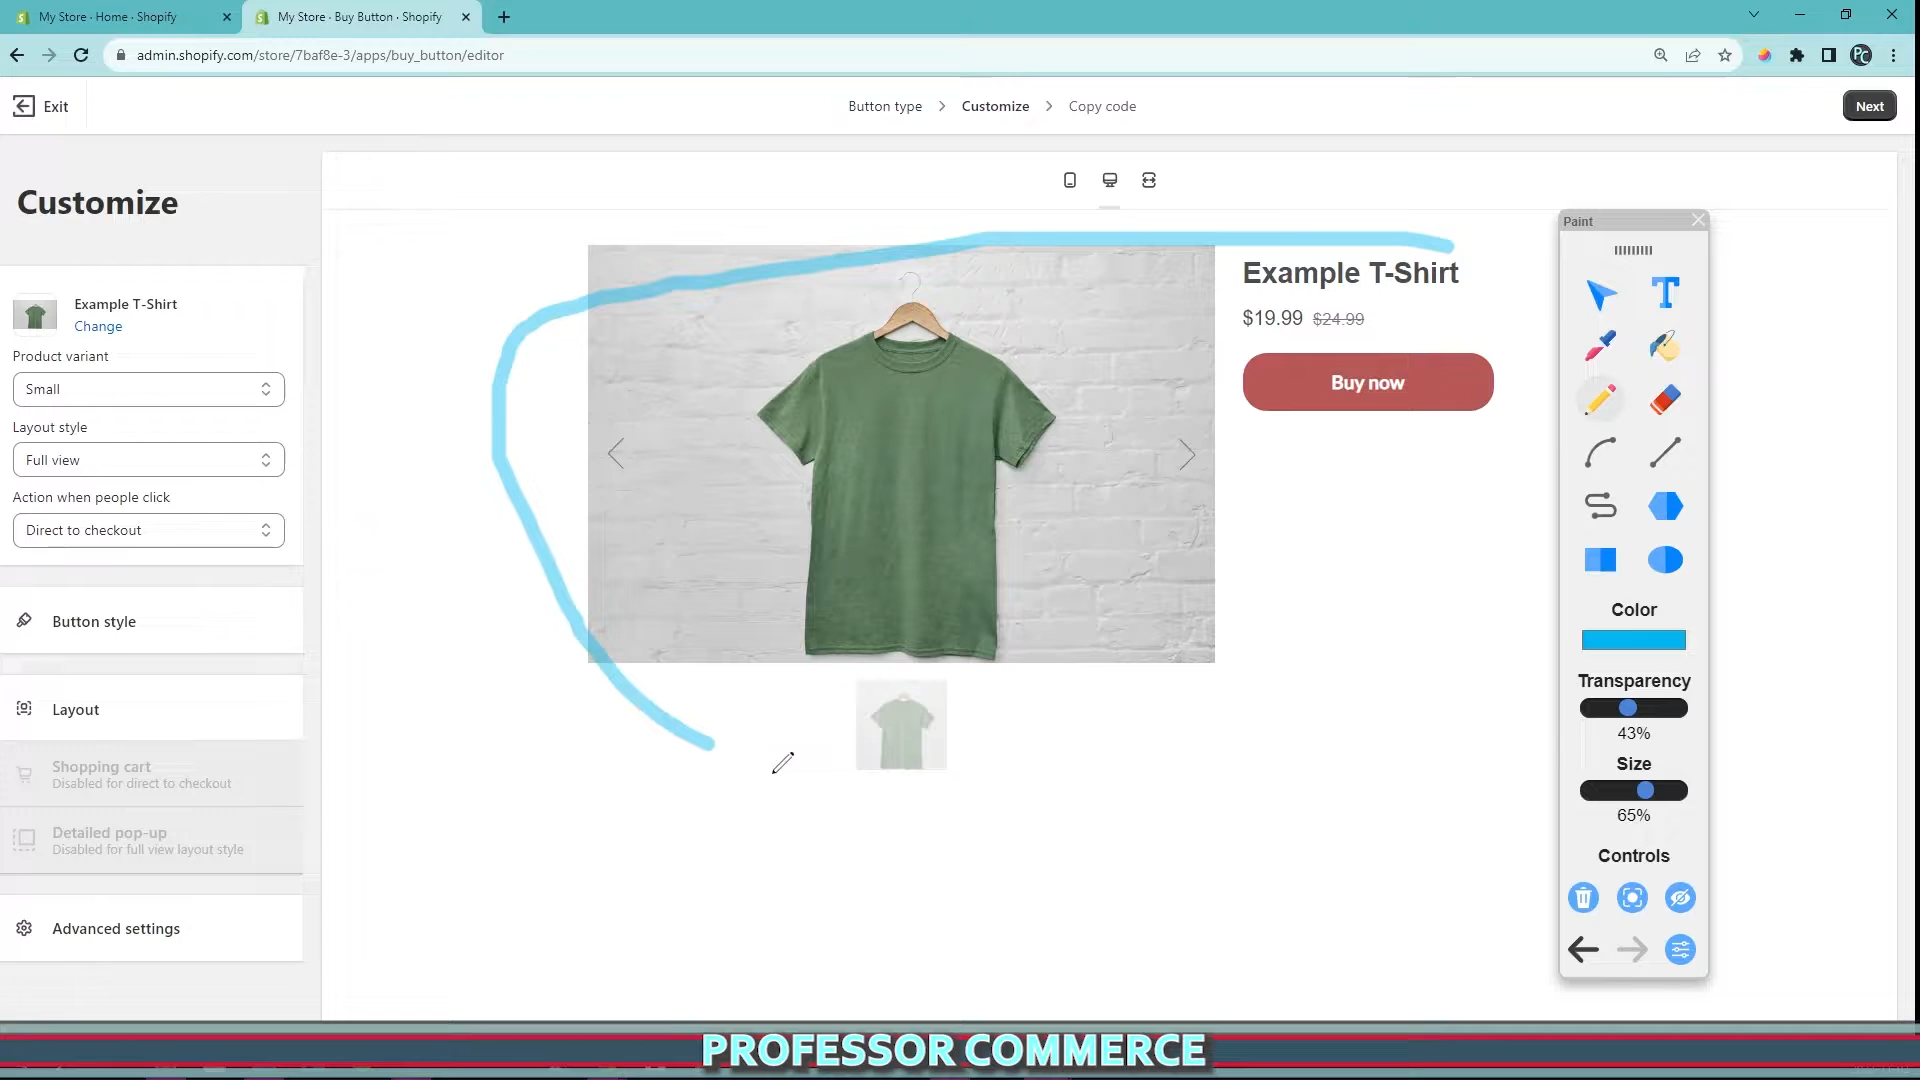 My Store · Home · Shopify
My Store · Buy Button · Shopify
admin.shopify.com/store/7baf8e-3/apps/buy_button/editor
PC
Exit
Button type
Customize
Copy code
Next
Customize
Example T-Shirt
Change
Product variant
Small
Layout style
Full view
Action when people click
Direct to checkout
Button style
Layout
Shopping cart
Disabled for direct to checkout
Detailed pop-up
Disabled for full view layout style
Advanced settings
Example T-Shirt
$19.99 $24.99
Buy now
Paint
T
Color
Transparency
43%
Size
65%
Controls
PROFESSOR COMMERCE